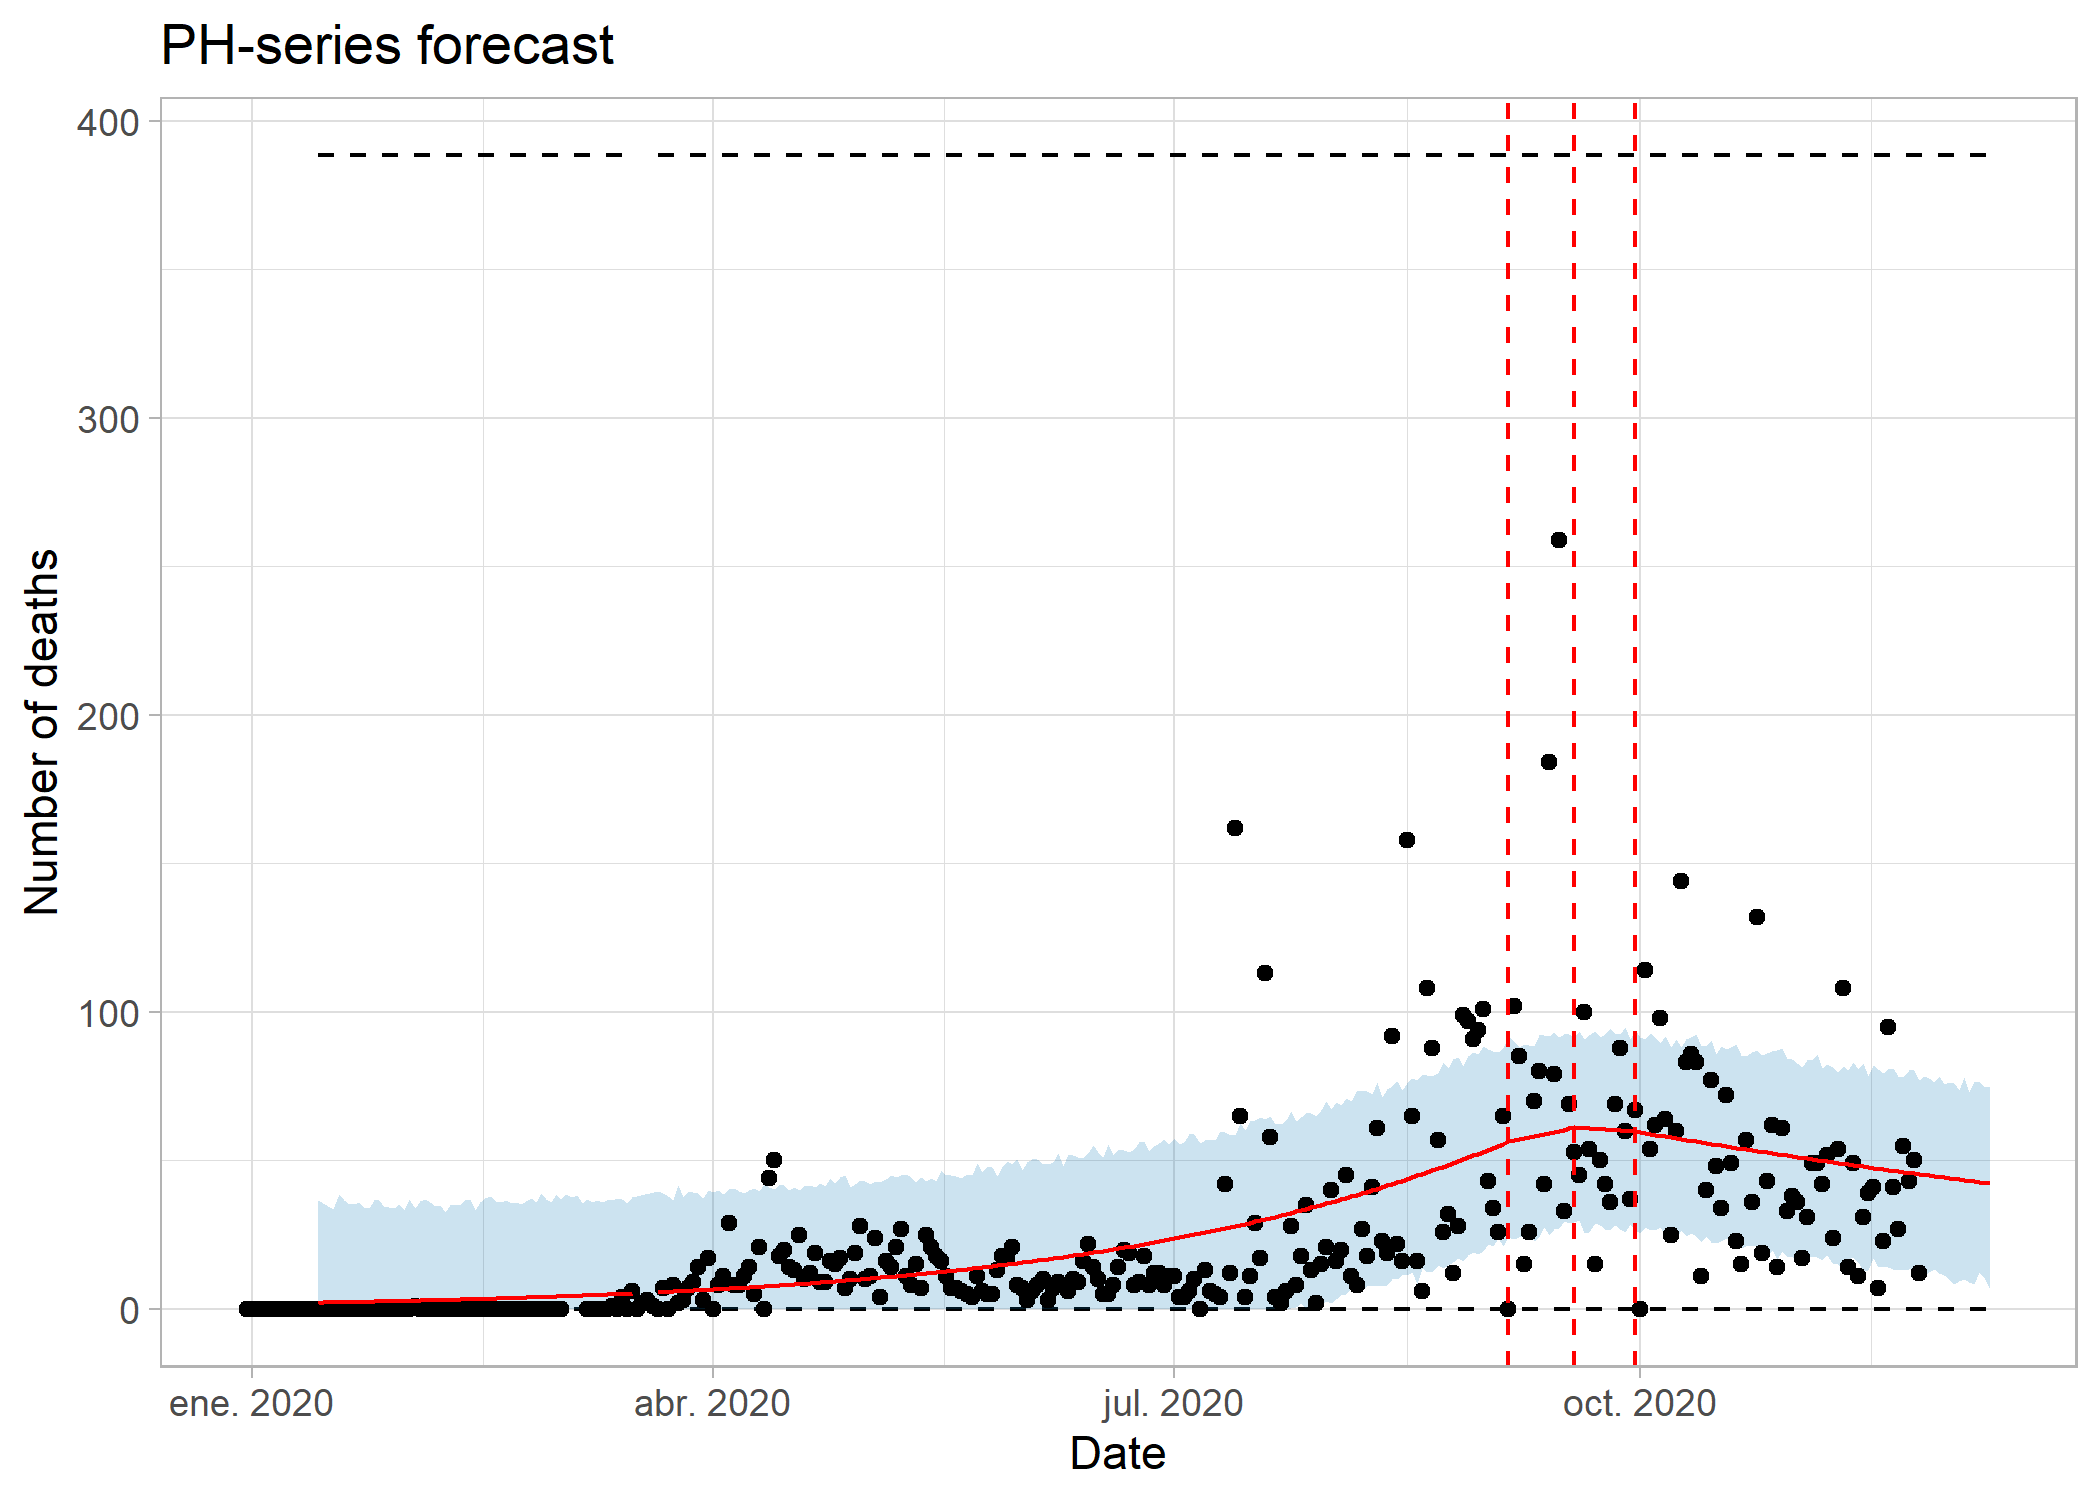 PH-series forecast
400
300
200
100
0
Number of deaths
ene. 2020
abr. 2020
jul. 2020
oct. 2020
Date